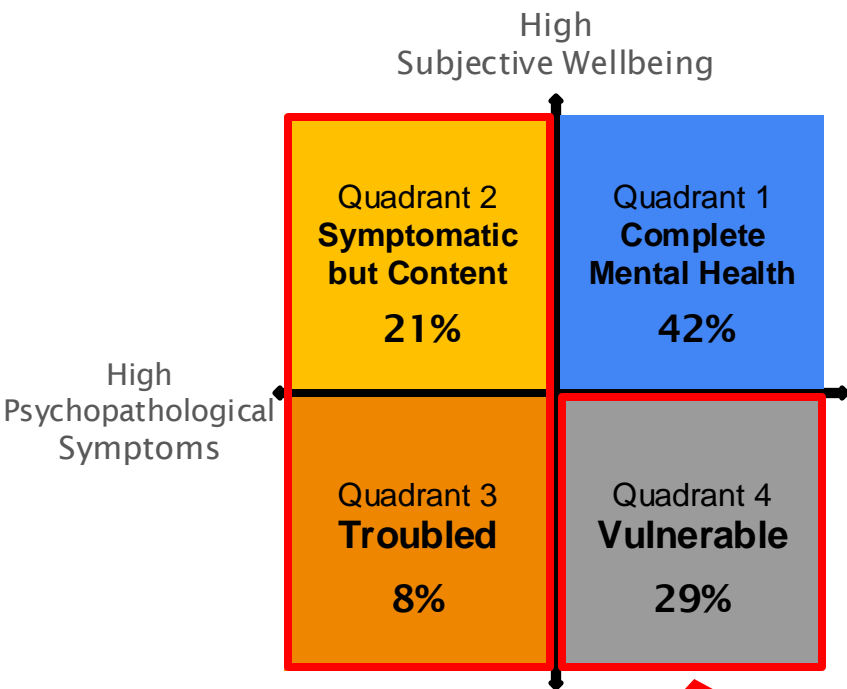 High
Subjective Wellbeing
Quadrant 2
Symptomatic
but Content
21%
Quadrant 1
Complete
Mental Health
42%
High
Psychopathological
Symptoms
Quadrant 3
Troubled
8%
Quadrant 4
Vulnerable
29%